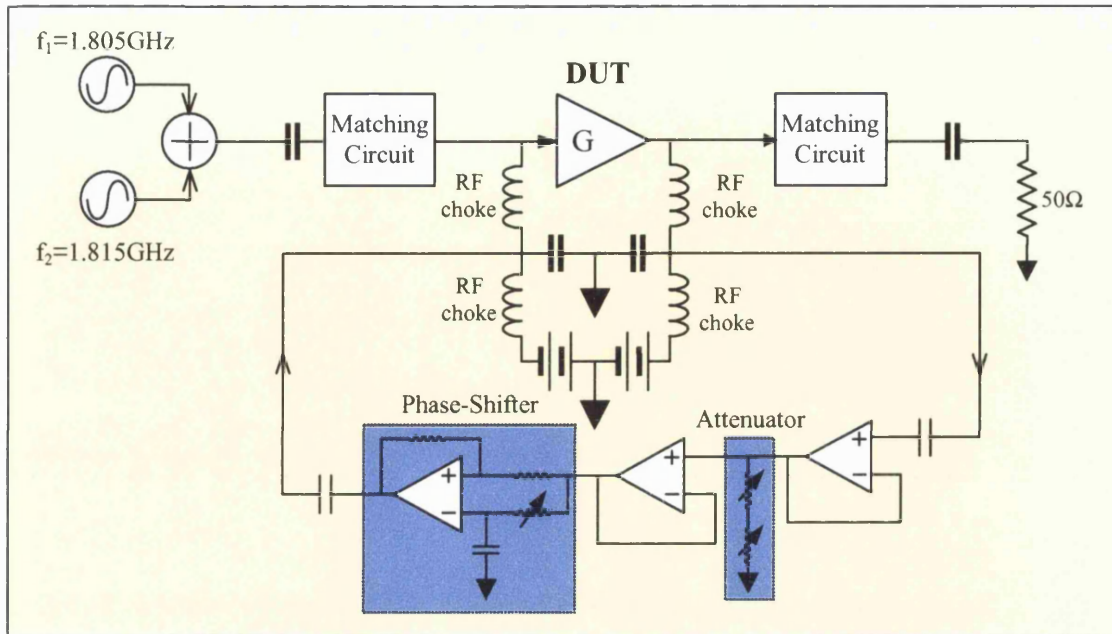 f₁=1.805GHz
DUT
Matching
Circuit
G
Matching
Circuit
RF
choke
RF
choke
50Ω
f₂=1.815GHz
RF
choke
RF
choke
Phase-Shifter
Attenuator
+
−
+
−
+
−